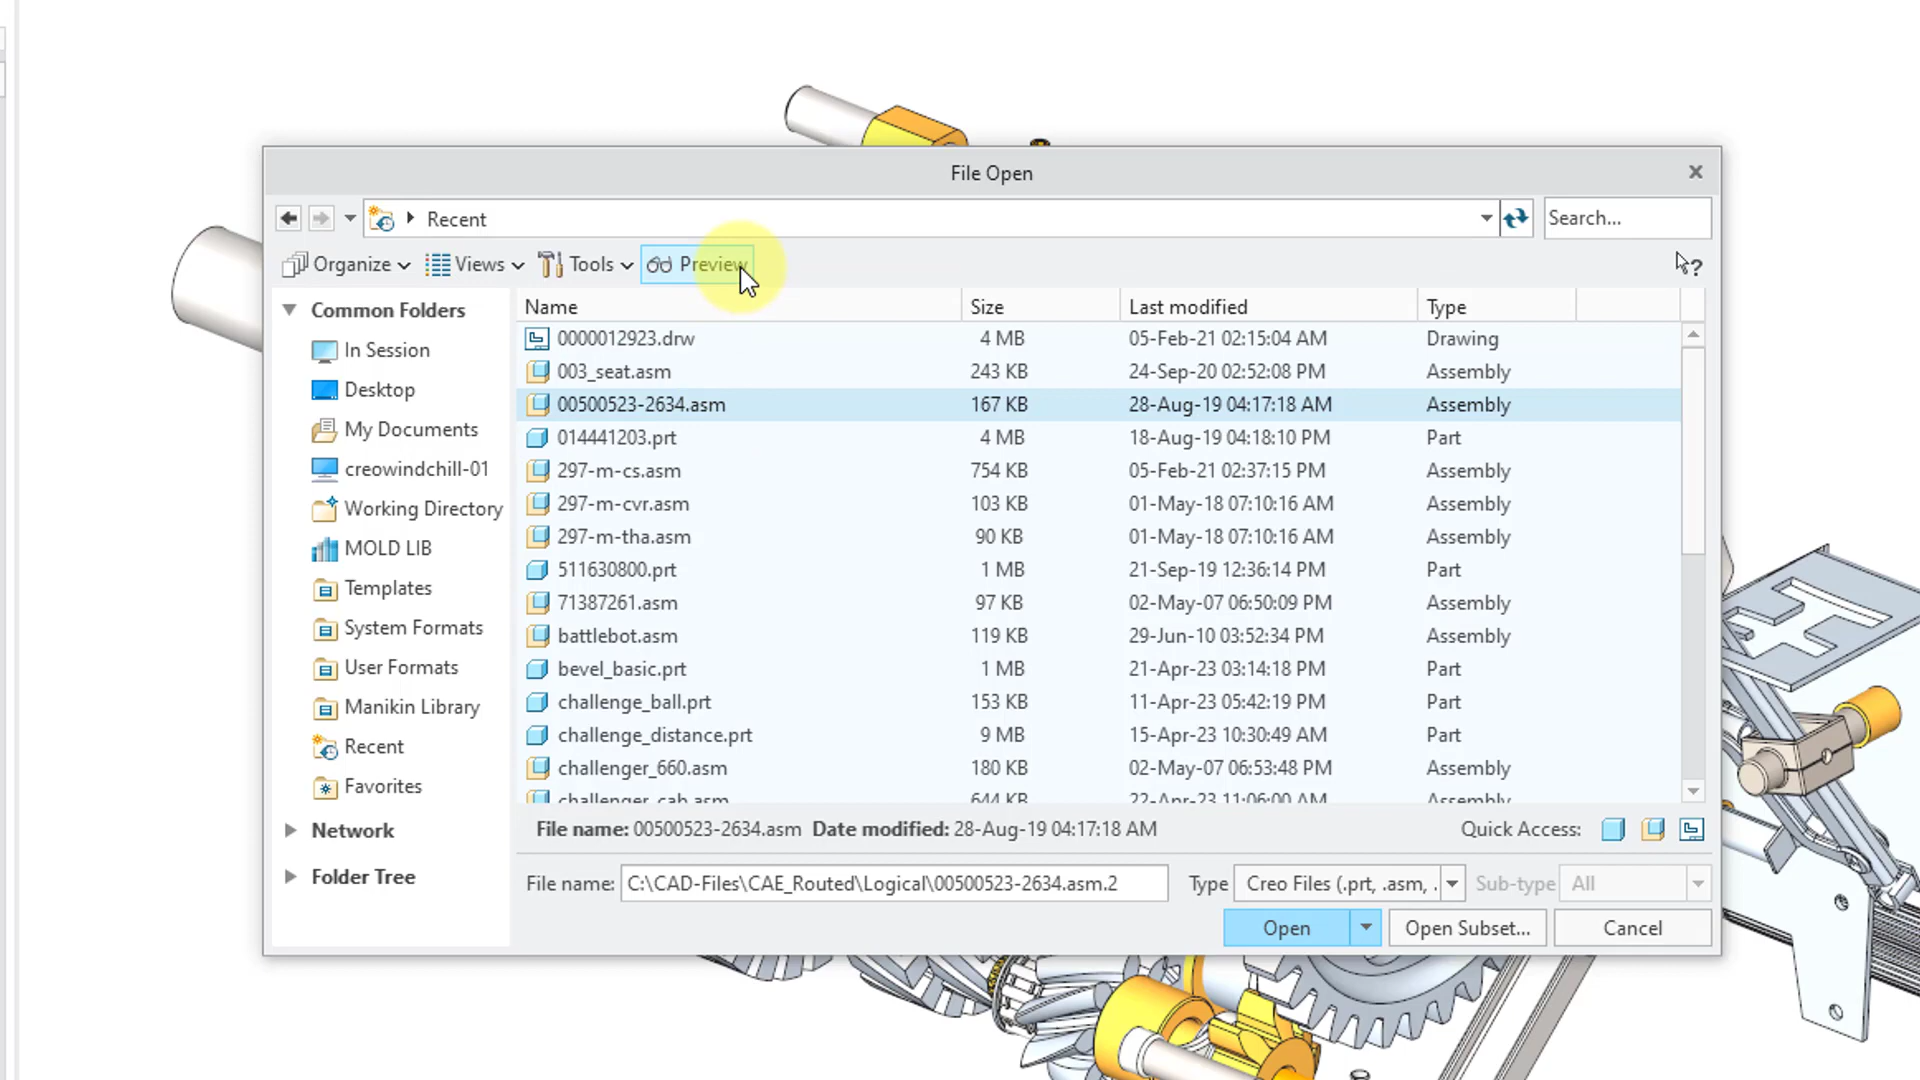 File Open
Recent
Search...
Organize Views Tools Preview
?
Common Folders
In Session
Desktop
My Documents
creowindchill-01
Working Directory
MOLD LIB
Templates
System Formats
User Formats
Manikin Library
Recent
Favorites
Network
Folder Tree
Name Size Last modified Type
0000012923.drw 4 MB 05-Feb-21 02:15:04 AM Drawing
003_seat.asm 243 KB 24-Sep-20 02:52:08 PM Assembly
00500523-2634.asm 167 KB 28-Aug-19 04:17:18 AM Assembly
014441203.prt 4 MB 18-Aug-19 04:18:10 PM Part
297-m-cs.asm 754 KB 05-Feb-21 02:37:15 PM Assembly
297-m-cvr.asm 103 KB 01-May-18 07:10:16 AM Assembly
297-m-tha.asm 90 KB 01-May-18 07:10:16 AM Assembly
511630800.prt 1 MB 21-Sep-19 12:36:14 PM Part
71387261.asm 97 KB 02-May-07 06:50:09 PM Assembly
battlebot.asm 119 KB 29-Jun-10 03:52:34 PM Assembly
bevel_basic.prt 1 MB 21-Apr-23 03:14:18 PM Part
challenge_ball.prt 153 KB 11-Apr-23 05:42:19 PM Part
challenge_distance.prt 9 MB 15-Apr-23 10:30:49 AM Part
challenger_660.asm 180 KB 02-May-07 06:53:48 PM Assembly
challenger_cab.asm 644 KB 22-Apr-23 11:06:00 AM Assembly
File name: 00500523-2634.asm Date modified: 28-Aug-19 04:17:18 AM Quick Access:
File name: C:\CAD-Files\CAE_Routed\Logical\00500523-2634.asm.2 Type Creo Files (.prt, .asm, . Sub-type All
Open Open Subset... Cancel